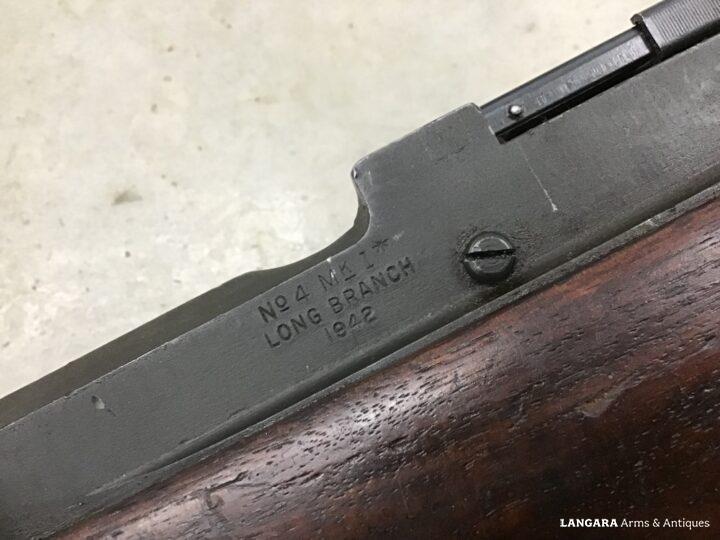 Nº4 MK I*
LONG BRANCH
1942
LANGARA Arms & Antiques